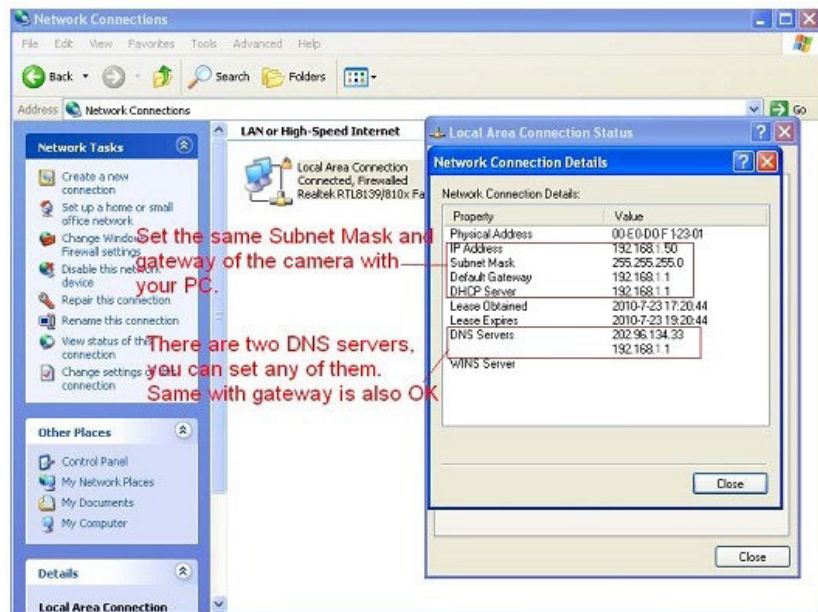 Network Connections
File Edit View Favorites Tools Advanced Help
Back Search Folders
Address Network Connections Go
Network Tasks
Create a new
connection
Set up a home or small
office network
Change Windows
Firewall settings
Disable this network
device
Repair this connection
Rename this connection
View status of this
connection
Change settings of this
connection
Other Places
Control Panel
My Network Places
My Documents
My Computer
Details
Local Area Connection
LAN or High-Speed Internet
Local Area Connection
Connected, Firewalled
Realtek RTL8139/810x Fa
Set the same Subnet Mask and
gateway of the camera with
your PC.
There are two DNS servers,
you can set any of them.
Same with gateway is also OK
Local Area Connection Status
Network Connection Details
Network Connection Details:
Property Value
Physical Address 00-E0-D0-F1-23-01
IP Address 192.168.1.50
Subnet Mask 255.255.255.0
Default Gateway 192.168.1.1
DHCP Server 192.168.1.1
Lease Obtained 2010-7-23 17:20:44
Lease Expires 2010-7-23 19:20:44
DNS Servers 202.96.134.33
192.168.1.1
WINS Server
Close
Close